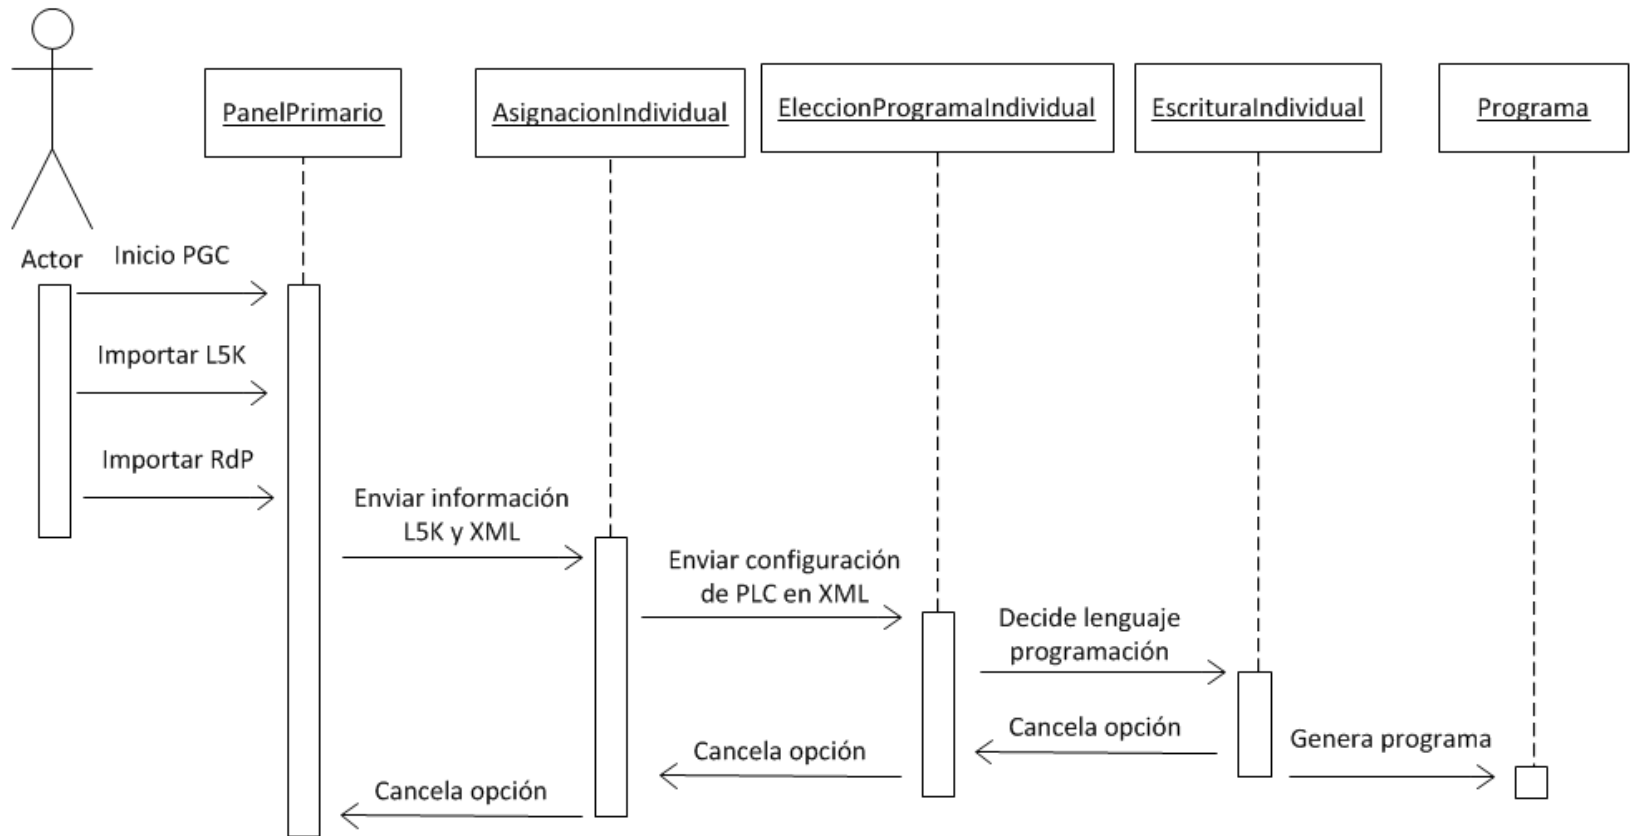 PanelPrimario
AsignacionIndividual
EleccionProgramaIndividual
EscrituraIndividual
Programa
Actor
Inicio PGC
Importar L5K
Importar RdP
Enviar información
L5K y XML
Enviar configuración
de PLC en XML
Decide lenguaje
programación
Cancela opción
Genera programa
Cancela opción
Cancela opción